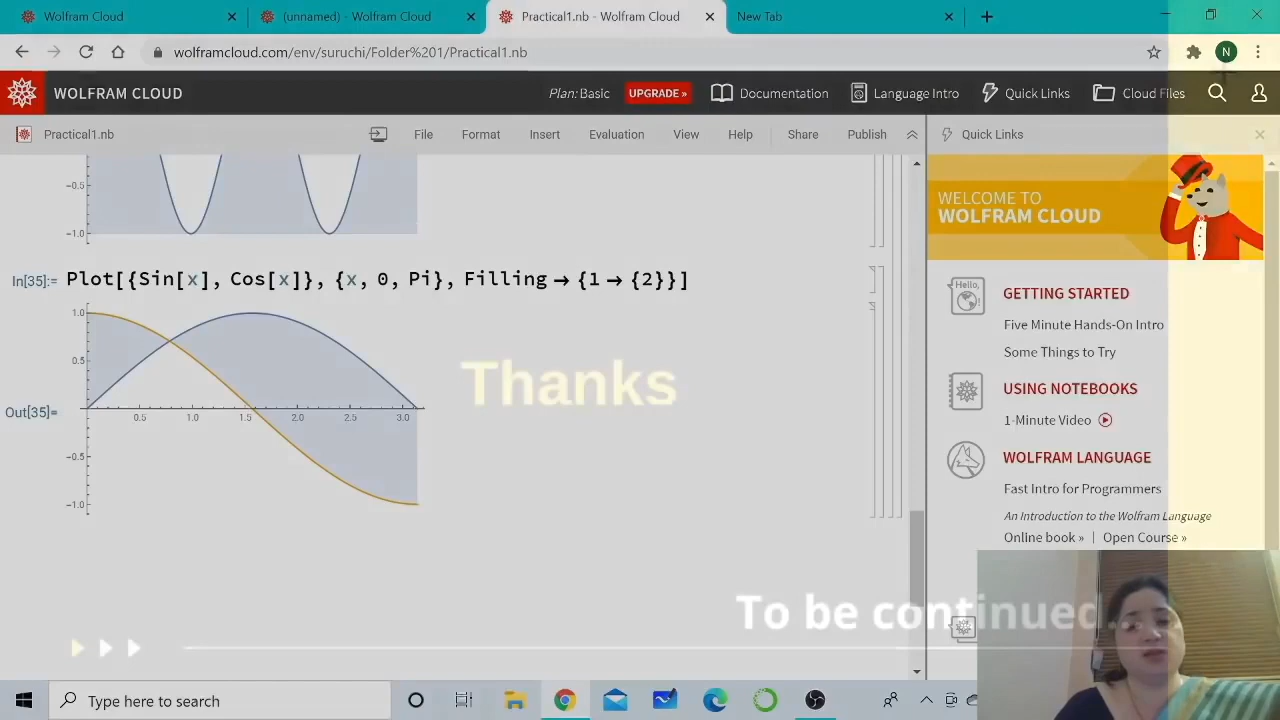 Wolfram Cloud
(unnamed) - Wolfram Cloud
Practical1.nb - Wolfram Cloud
New Tab
wolframcloud.com/env/suruchi/Folder%201/Practical1.nb
N
WOLFRAM CLOUD
Plan: Basic
UPGRADE »
Documentation
Language Intro
Quick Links
Cloud Files
Practical1.nb
File
Format
Insert
Evaluation
View
Help
Share
Publish
Quick Links
−0.5
−1.0
In[35]:= Plot[{Sin[x], Cos[x]}, {x, 0, Pi}, Filling → {1 → {2}}]
1.0
0.5
Out[35]=
0.5 1.0 1.5 2.0 2.5 3.0
−0.5
−1.0
Thanks
WELCOME TO
WOLFRAM CLOUD
Hello,
GETTING STARTED
Five Minute Hands-On Intro
Some Things to Try
USING NOTEBOOKS
1-Minute Video
WOLFRAM LANGUAGE
Fast Intro for Programmers
An Introduction to the Wolfram Language
Online book » | Open Course »
To be continued...
Type here to search